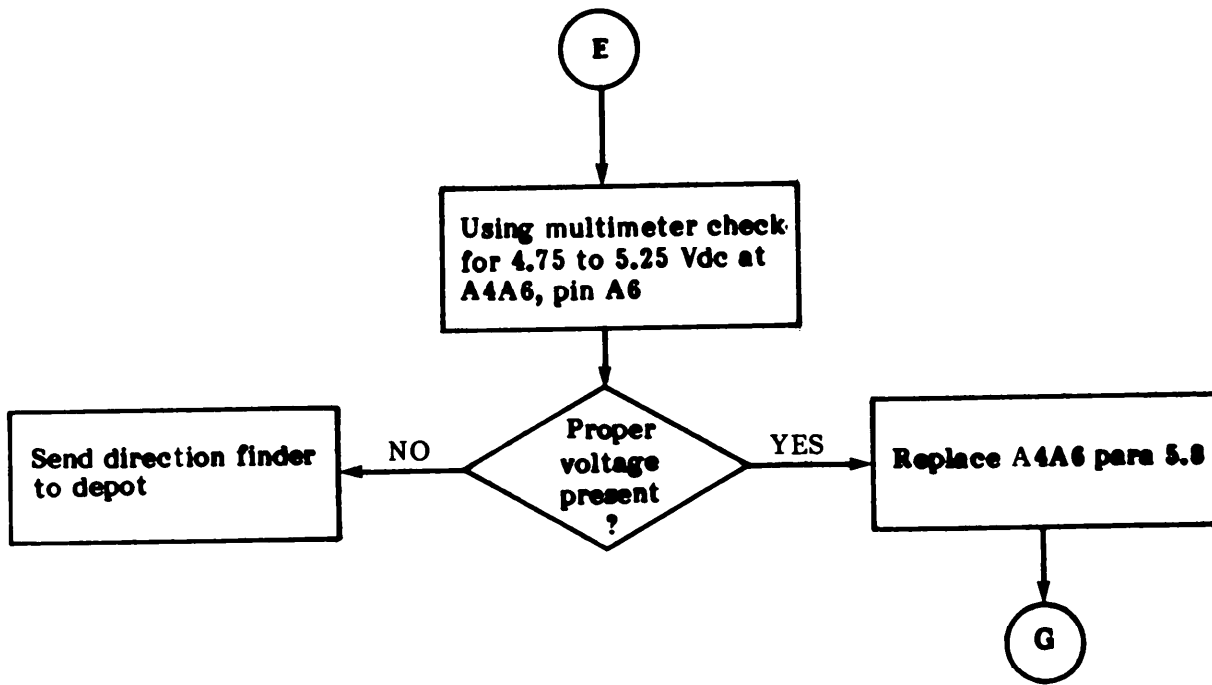 E
Using multimeter check
for 4.75 to 5.25 Vdc at
A4A6, pin A6
Proper
voltage
present
?
NO
YES
Send direction finder
to depot
Replace A4A6 para 5.8
G